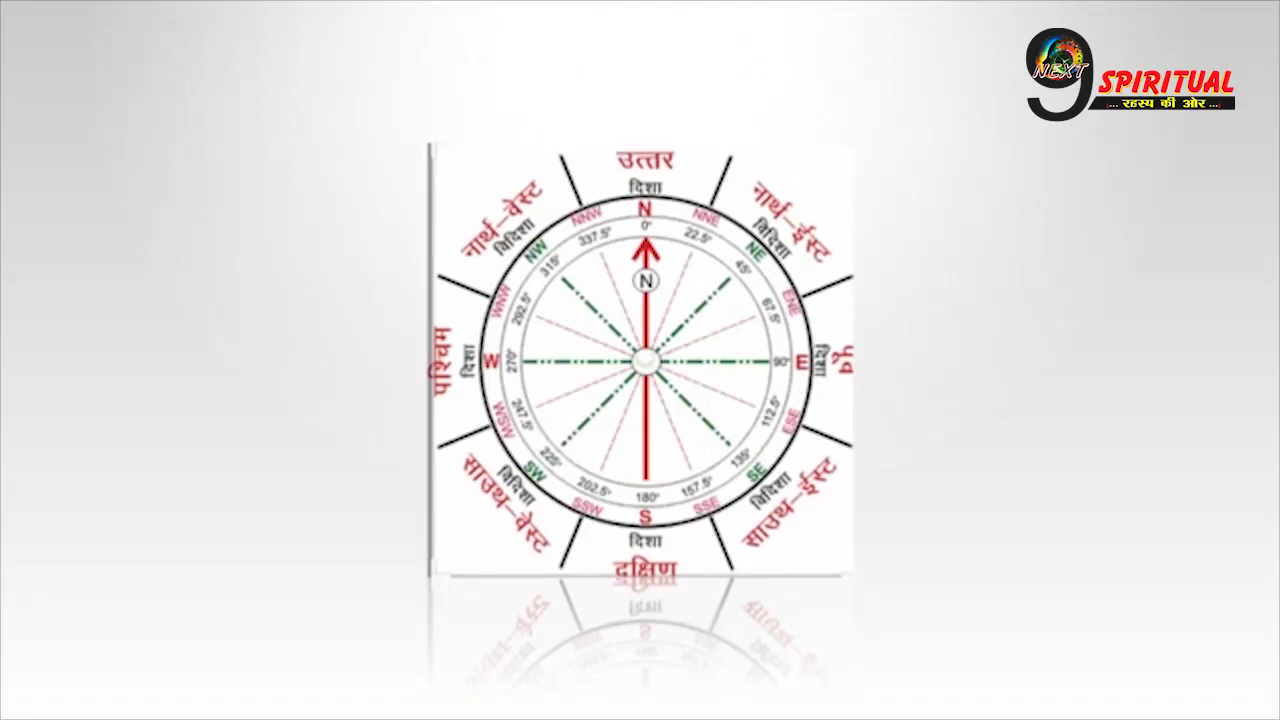 9
NEXT
SPIRITUAL
... रहस्य की ओर ...
उत्तर
दिशा
नार्थ–वेस्ट
विदिशा
नार्थ–ईस्ट
विदिशा
NNW
N
NNE
NW
337.5°
0°
22.5°
NE
315°
45°
N
WNW
292.5°
67.5°
ENE
पश्चिम
दिशा
W
270°
90°
E
दिशा
पूर्व
WSW
247.5°
112.5°
ESE
225°
135°
SW
202.5°
180°
157.5°
SE
SSW
S
SSE
विदिशा
साउथ–वेस्ट
विदिशा
साउथ–ईस्ट
दिशा
दक्षिण